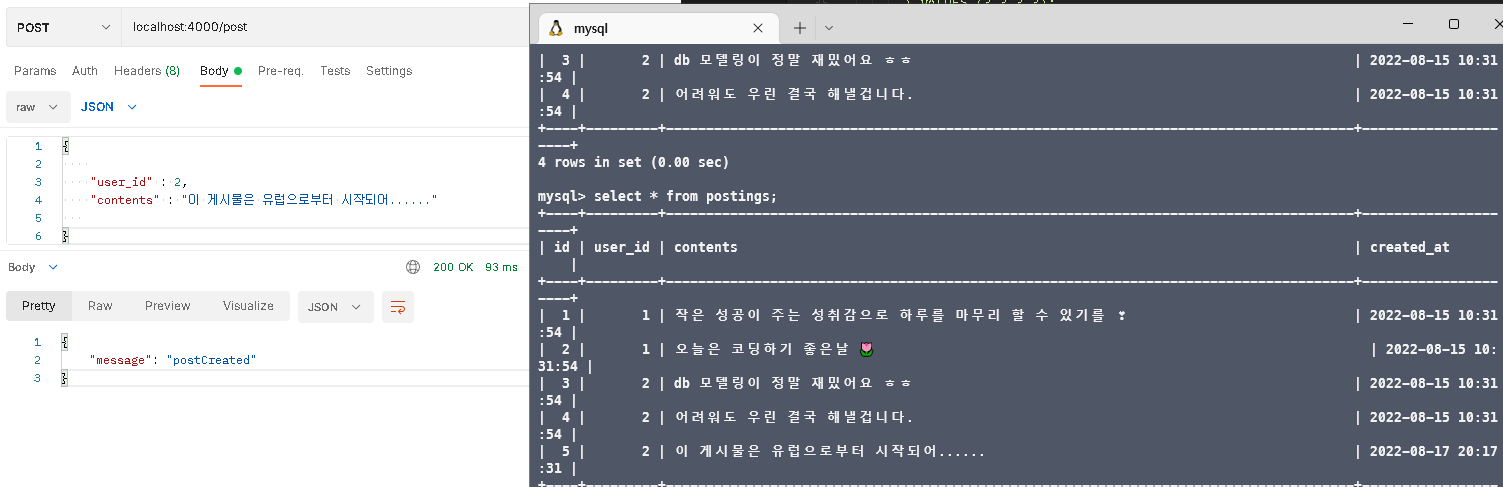 POST localhost:4000/post
Params Auth Headers (8) Body Pre-req. Tests Settings
raw JSON
1 {
2
3 "user_id" : 2,
4 "contents" : "이 게시물은 유럽으로부터 시작되어......"
5
6 }
Body 200 OK 93 ms
Pretty Raw Preview Visualize JSON
1 {
2 "message": "postCreated"
3 }
mysql
| 3 | 2 | db 모델링이 정말 재밌어요 ㅎㅎ | 2022-08-15 10:31
:54 |
| 4 | 2 | 어려워도 우린 결국 해낼겁니다. | 2022-08-15 10:31
:54 |
4 rows in set (0.00 sec)
mysql> select * from postings;
| id | user_id | contents | created_at
|
| 1 | 1 | 작은 성공이 주는 성취감으로 하루를 마무리 할 수 있기를 ❣ | 2022-08-15 10:31
:54 |
| 2 | 1 | 오늘은 코딩하기 좋은날 🌷 | 2022-08-15 10:
31:54 |
| 3 | 2 | db 모델링이 정말 재밌어요 ㅎㅎ | 2022-08-15 10:31
:54 |
| 4 | 2 | 어려워도 우린 결국 해낼겁니다. | 2022-08-15 10:31
:54 |
| 5 | 2 | 이 게시물은 유럽으로부터 시작되어...... | 2022-08-17 20:17
:31 |